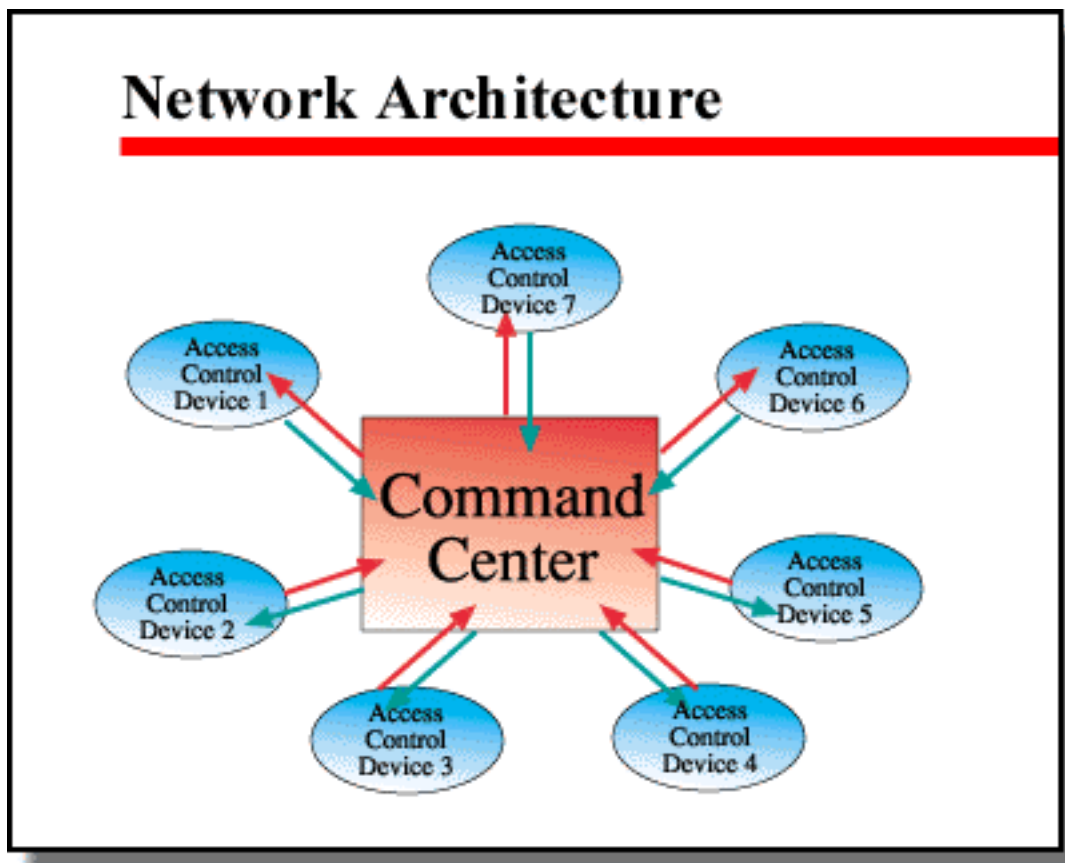 Network Architecture
Access
Control
Device 7
Access
Control
Device 1
Access
Control
Device 6
Command
Center
Access
Control
Device 2
Access
Control
Device 5
Access
Control
Device 3
Access
Control
Device 4